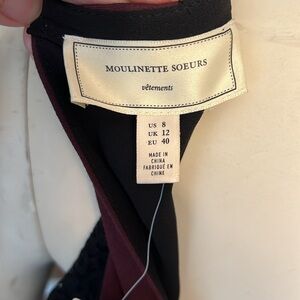 MOULINETTE SOEURS
vêtements
US 8
UK 12
EU 40
MADE IN
CHINA
FABRIQUÉ EN
CHINE